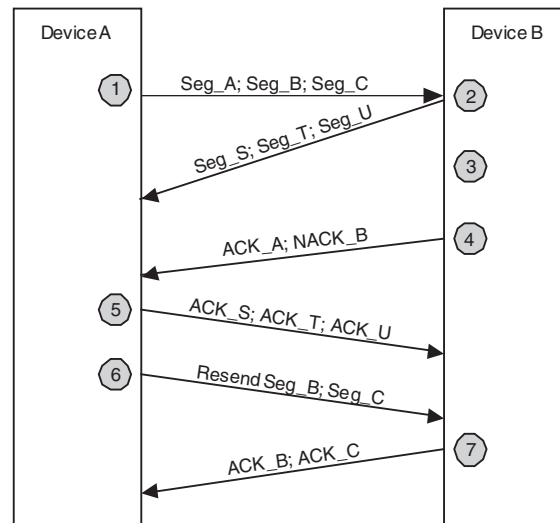 Device A
Device B
1
Seg_A; Seg_B; Seg_C
2
Seg_S; Seg_T; Seg_U
3
4
ACK_A; NACK_B
5
ACK_S; ACK_T; ACK_U
6
Resend Seg_B; Seg_C
7
ACK_B; ACK_C